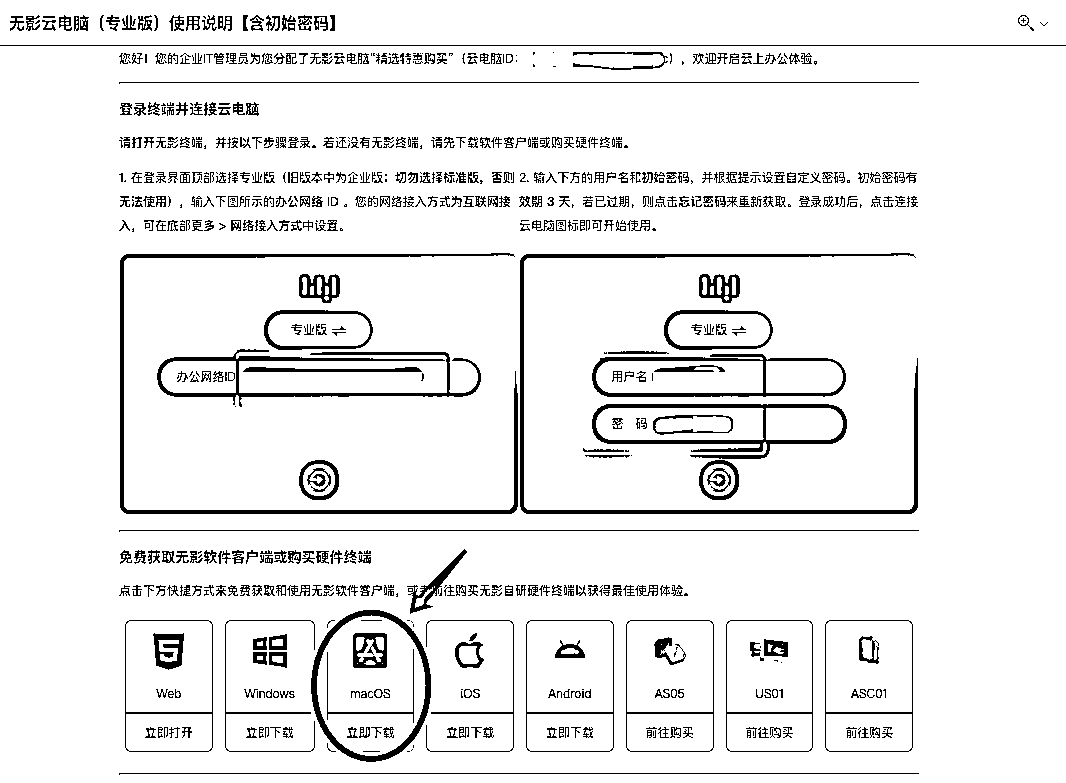 无影云电脑（专业版）使用说明【含初始密码】
您好！您的企业IT管理员为您分配了无影云电脑“精选特惠购买”（云电脑ID： ），欢迎开启云上办公体验。
登录终端并连接云电脑
请打开无影终端，并按以下步骤登录。若还没有无影终端，请先下载软件客户端或购买硬件终端。
1. 在登录界面顶部选择专业版（旧版本中为企业版：切勿选择标准版，否则
无法使用），输入下图所示的办公网络 ID 。您的网络接入方式为互联网接
入，可在底部更多 > 网络接入方式中设置。
2. 输入下方的用户名和初始密码，并根据提示设置自定义密码。初始密码有
效期 3 天，若已过期，则点击忘记密码来重新获取。登录成功后，点击连接
云电脑图标即可开始使用。
专业版 ⇌
办公网络ID
专业版 ⇌
用户名
密 码
免费获取无影软件客户端或购买硬件终端
点击下方快捷方式来免费获取和使用无影软件客户端，或者前往购买无影自研硬件终端以获得最佳使用体验。
Web
立即打开
Windows
立即下载
macOS
立即下载
iOS
立即下载
Android
立即下载
AS05
前往购买
US01
前往购买
ASC01
前往购买